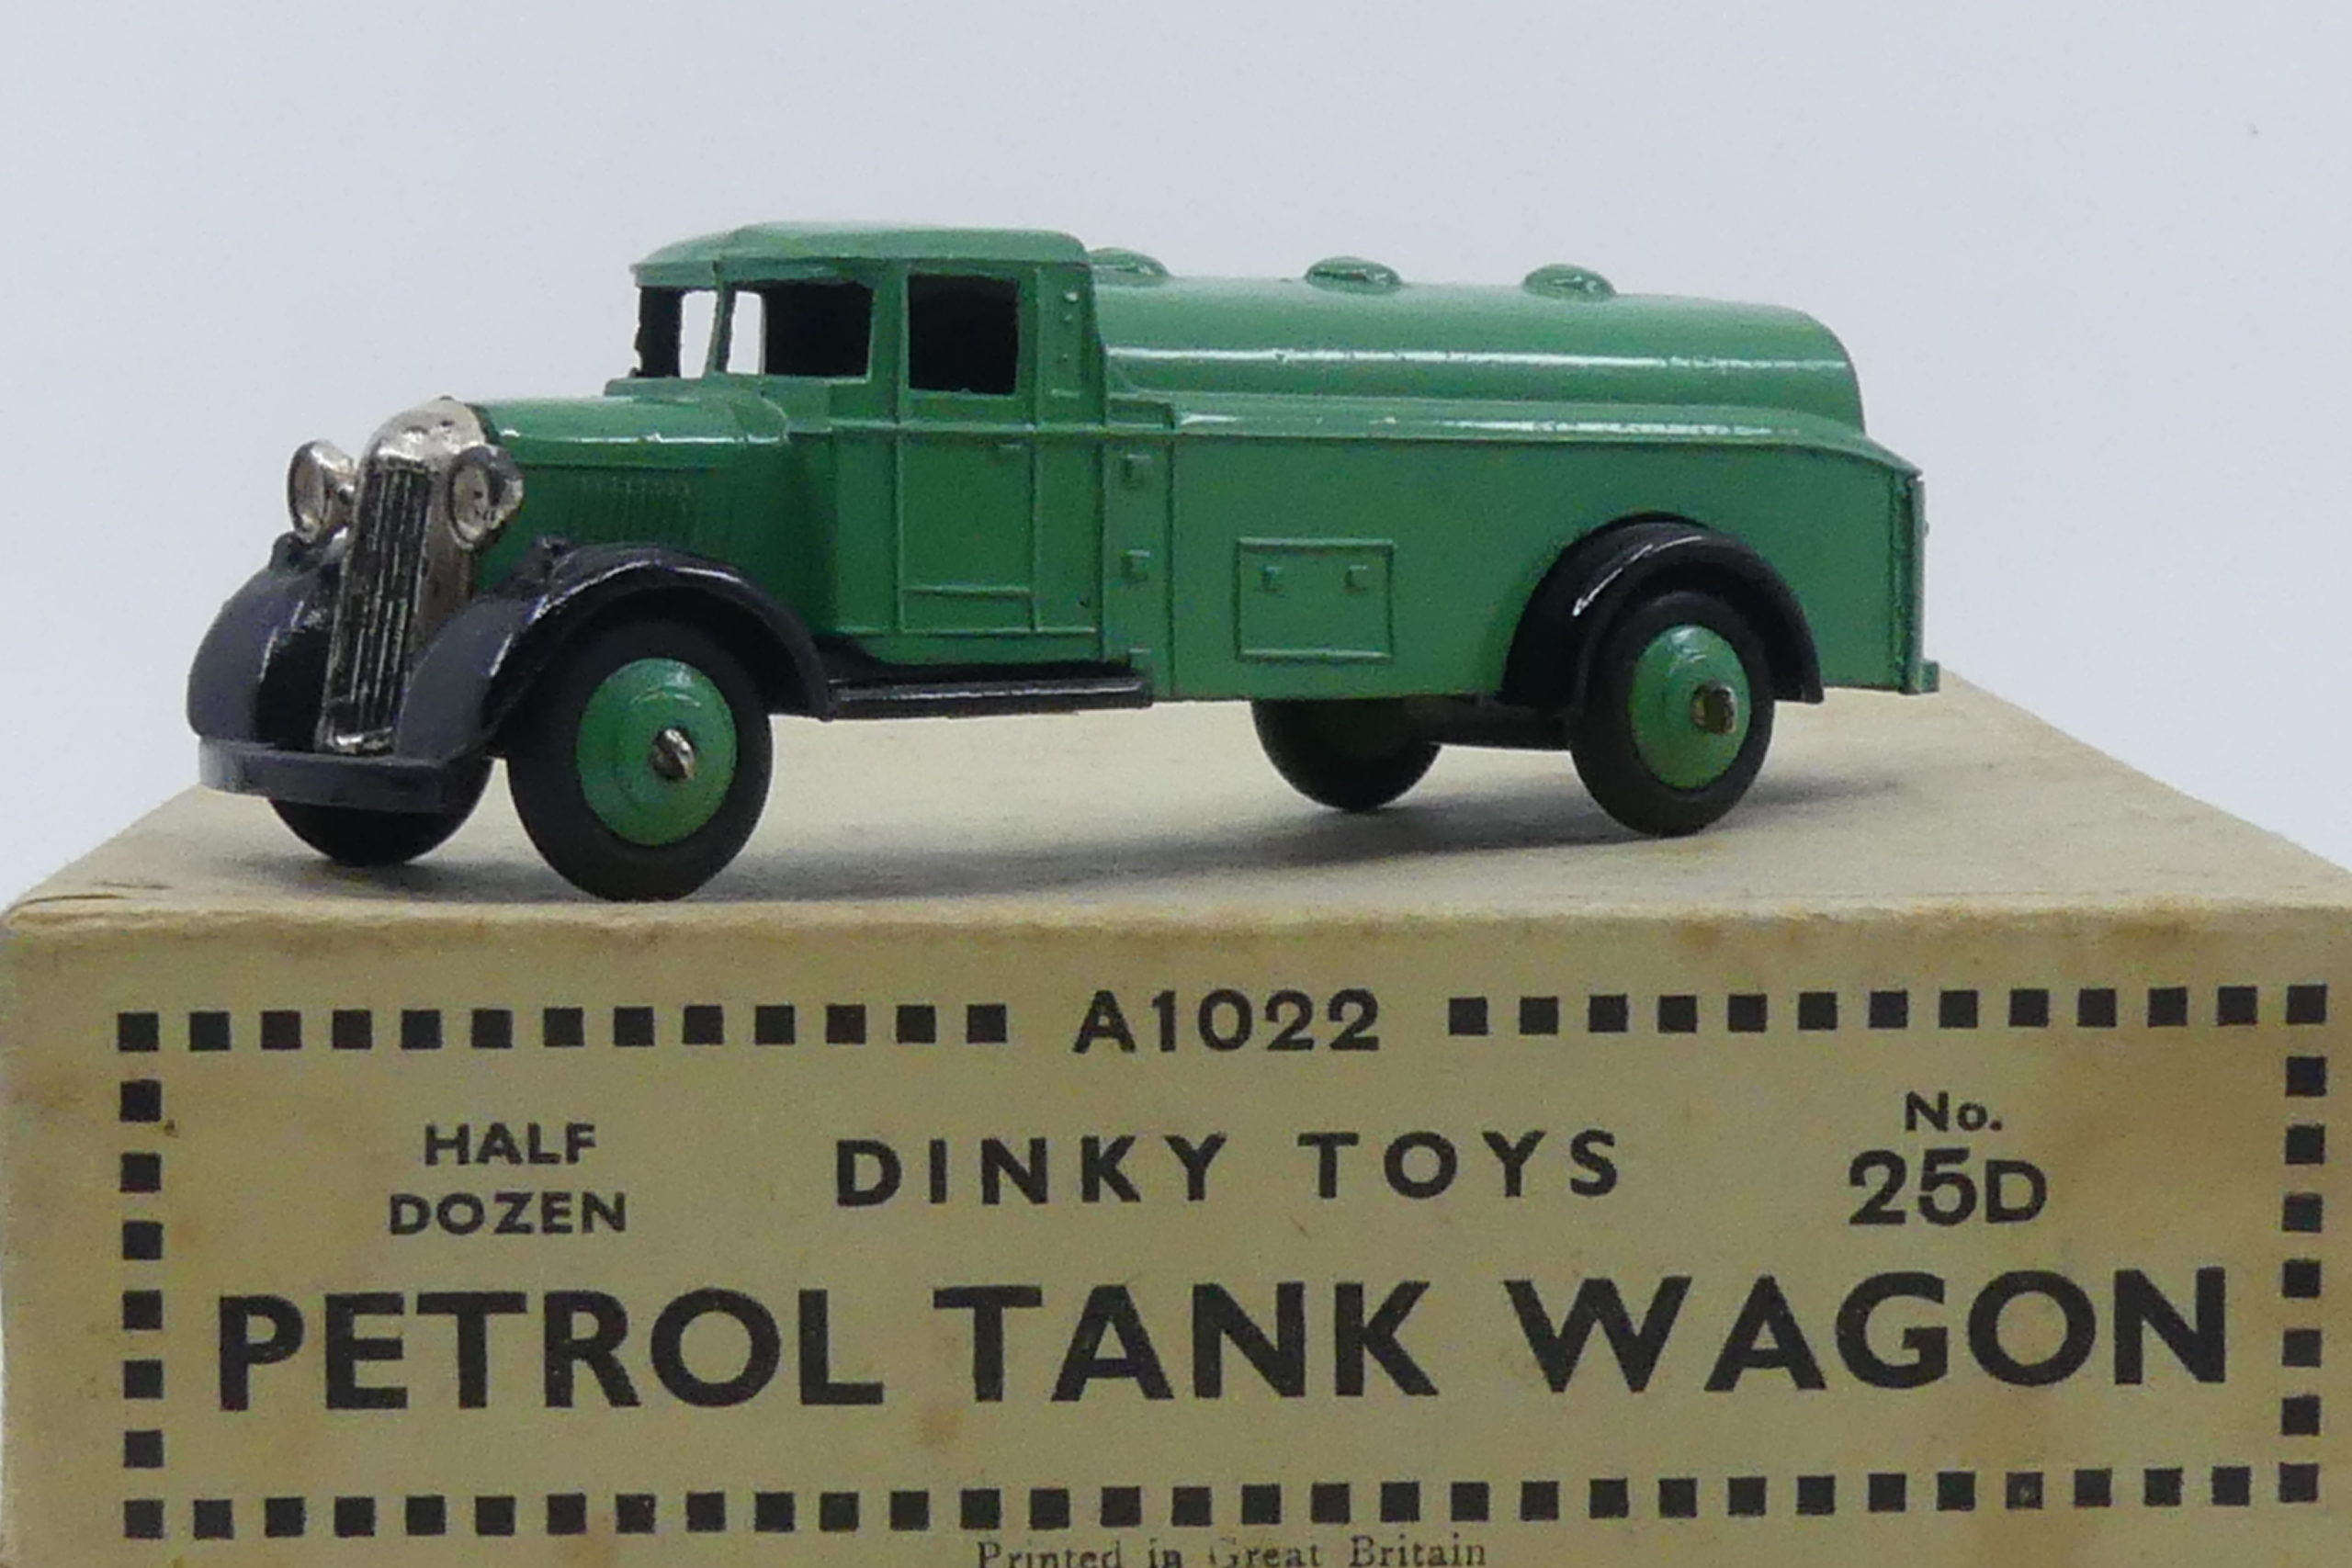 A1022
HALF DOZEN
DINKY TOYS
No. 25D
PETROL TANK WAGON
Printed in Great Britain